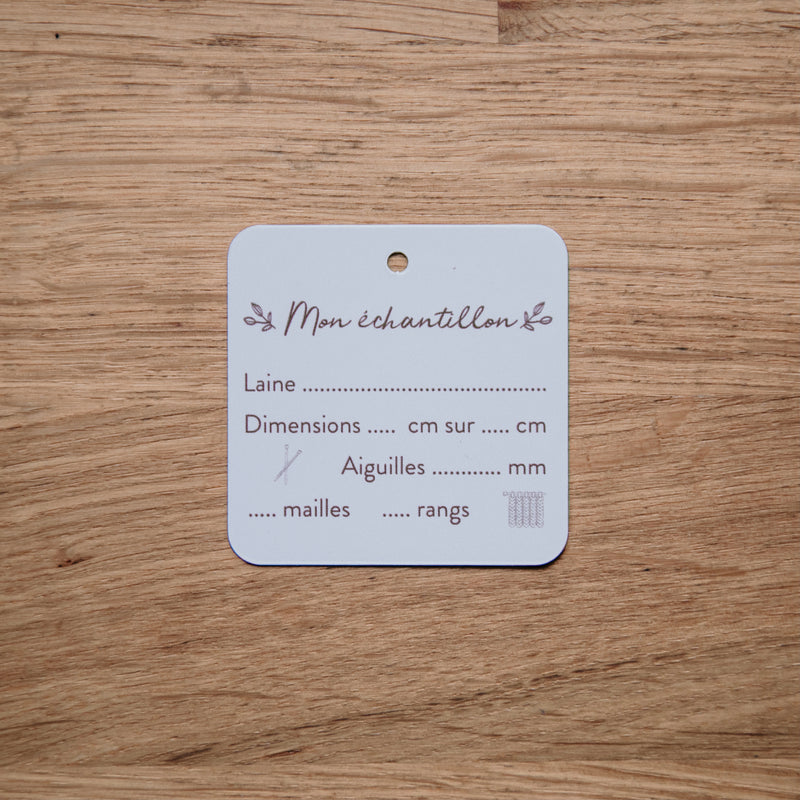 Mon échantillon
Laine ..........................................
Dimensions ..... cm sur ..... cm
Aiguilles ............ mm
..... mailles ..... rangs